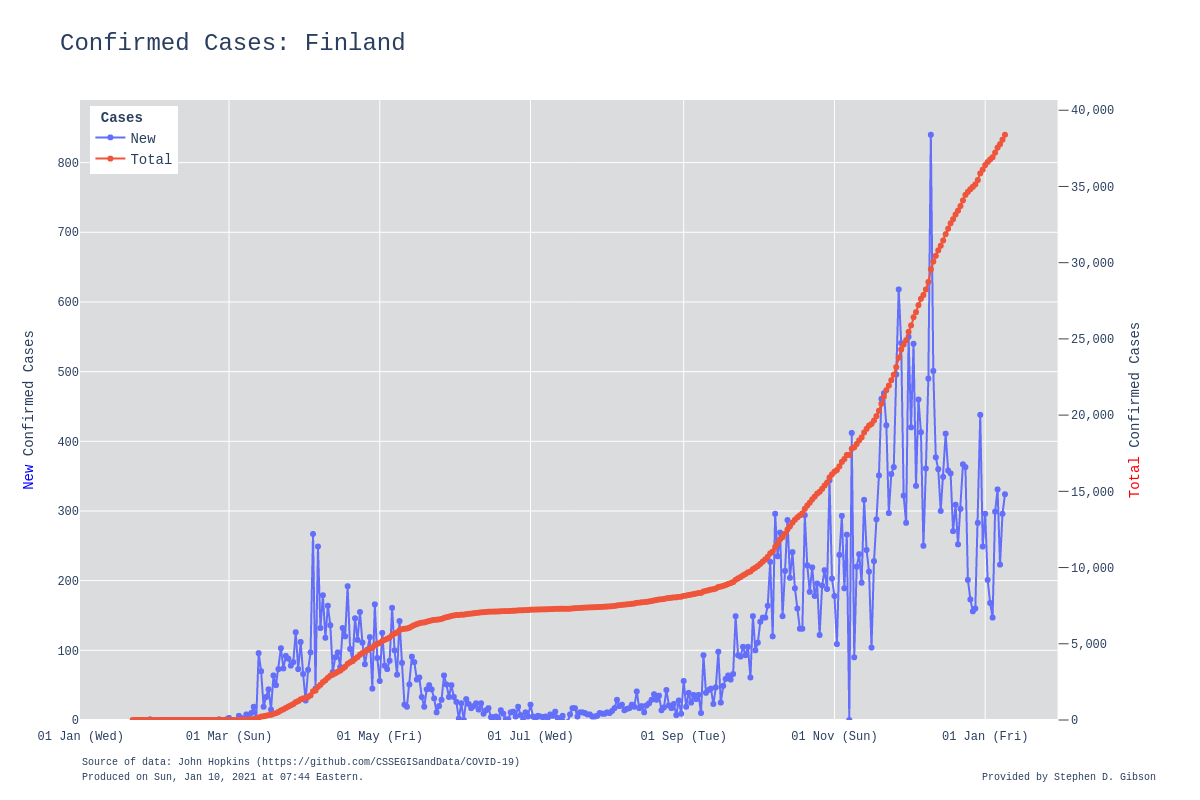 Confirmed Cases: Finland
Cases
New
Total
800
700
600
500
400
300
200
100
0
40,000
35,000
30,000
25,000
20,000
15,000
10,000
5,000
0
New Confirmed Cases
Total Confirmed Cases
01 Jan (Wed) 01 Mar (Sun) 01 May (Fri) 01 Jul (Wed) 01 Sep (Tue) 01 Nov (Sun) 01 Jan (Fri)
Source of data: John Hopkins (https://github.com/CSSEGISandData/COVID-19)
Produced on Sun, Jan 10, 2021 at 07:44 Eastern.
Provided by Stephen D. Gibson